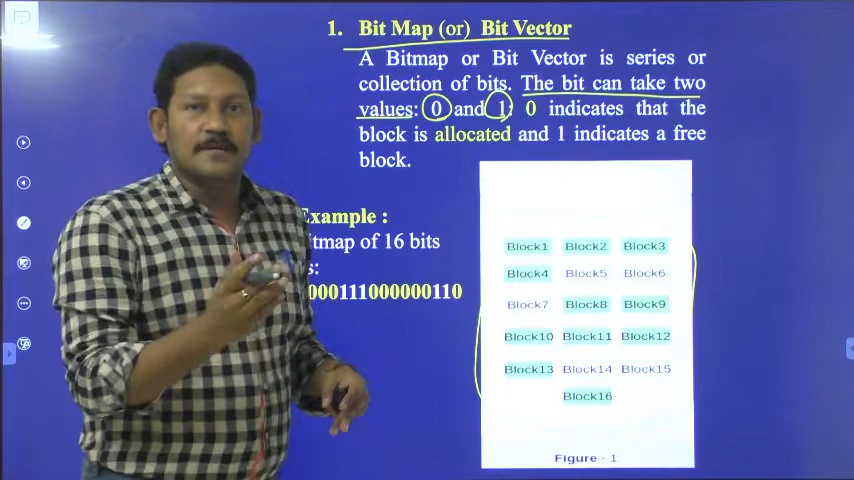 1. Bit Map (or) Bit Vector
A Bitmap or Bit Vector is series or
collection of bits. The bit can take two
values: 0 and 1: 0 indicates that the
block is allocated and 1 indicates a free
block.
Example :
itmap of 16 bits
s:
000111000000110
Block1 Block2 Block3
Block4 Block5 Block6
Block7 Block8 Block9
Block10 Block11 Block12
Block13 Block14 Block15
Block16
Figure - 1